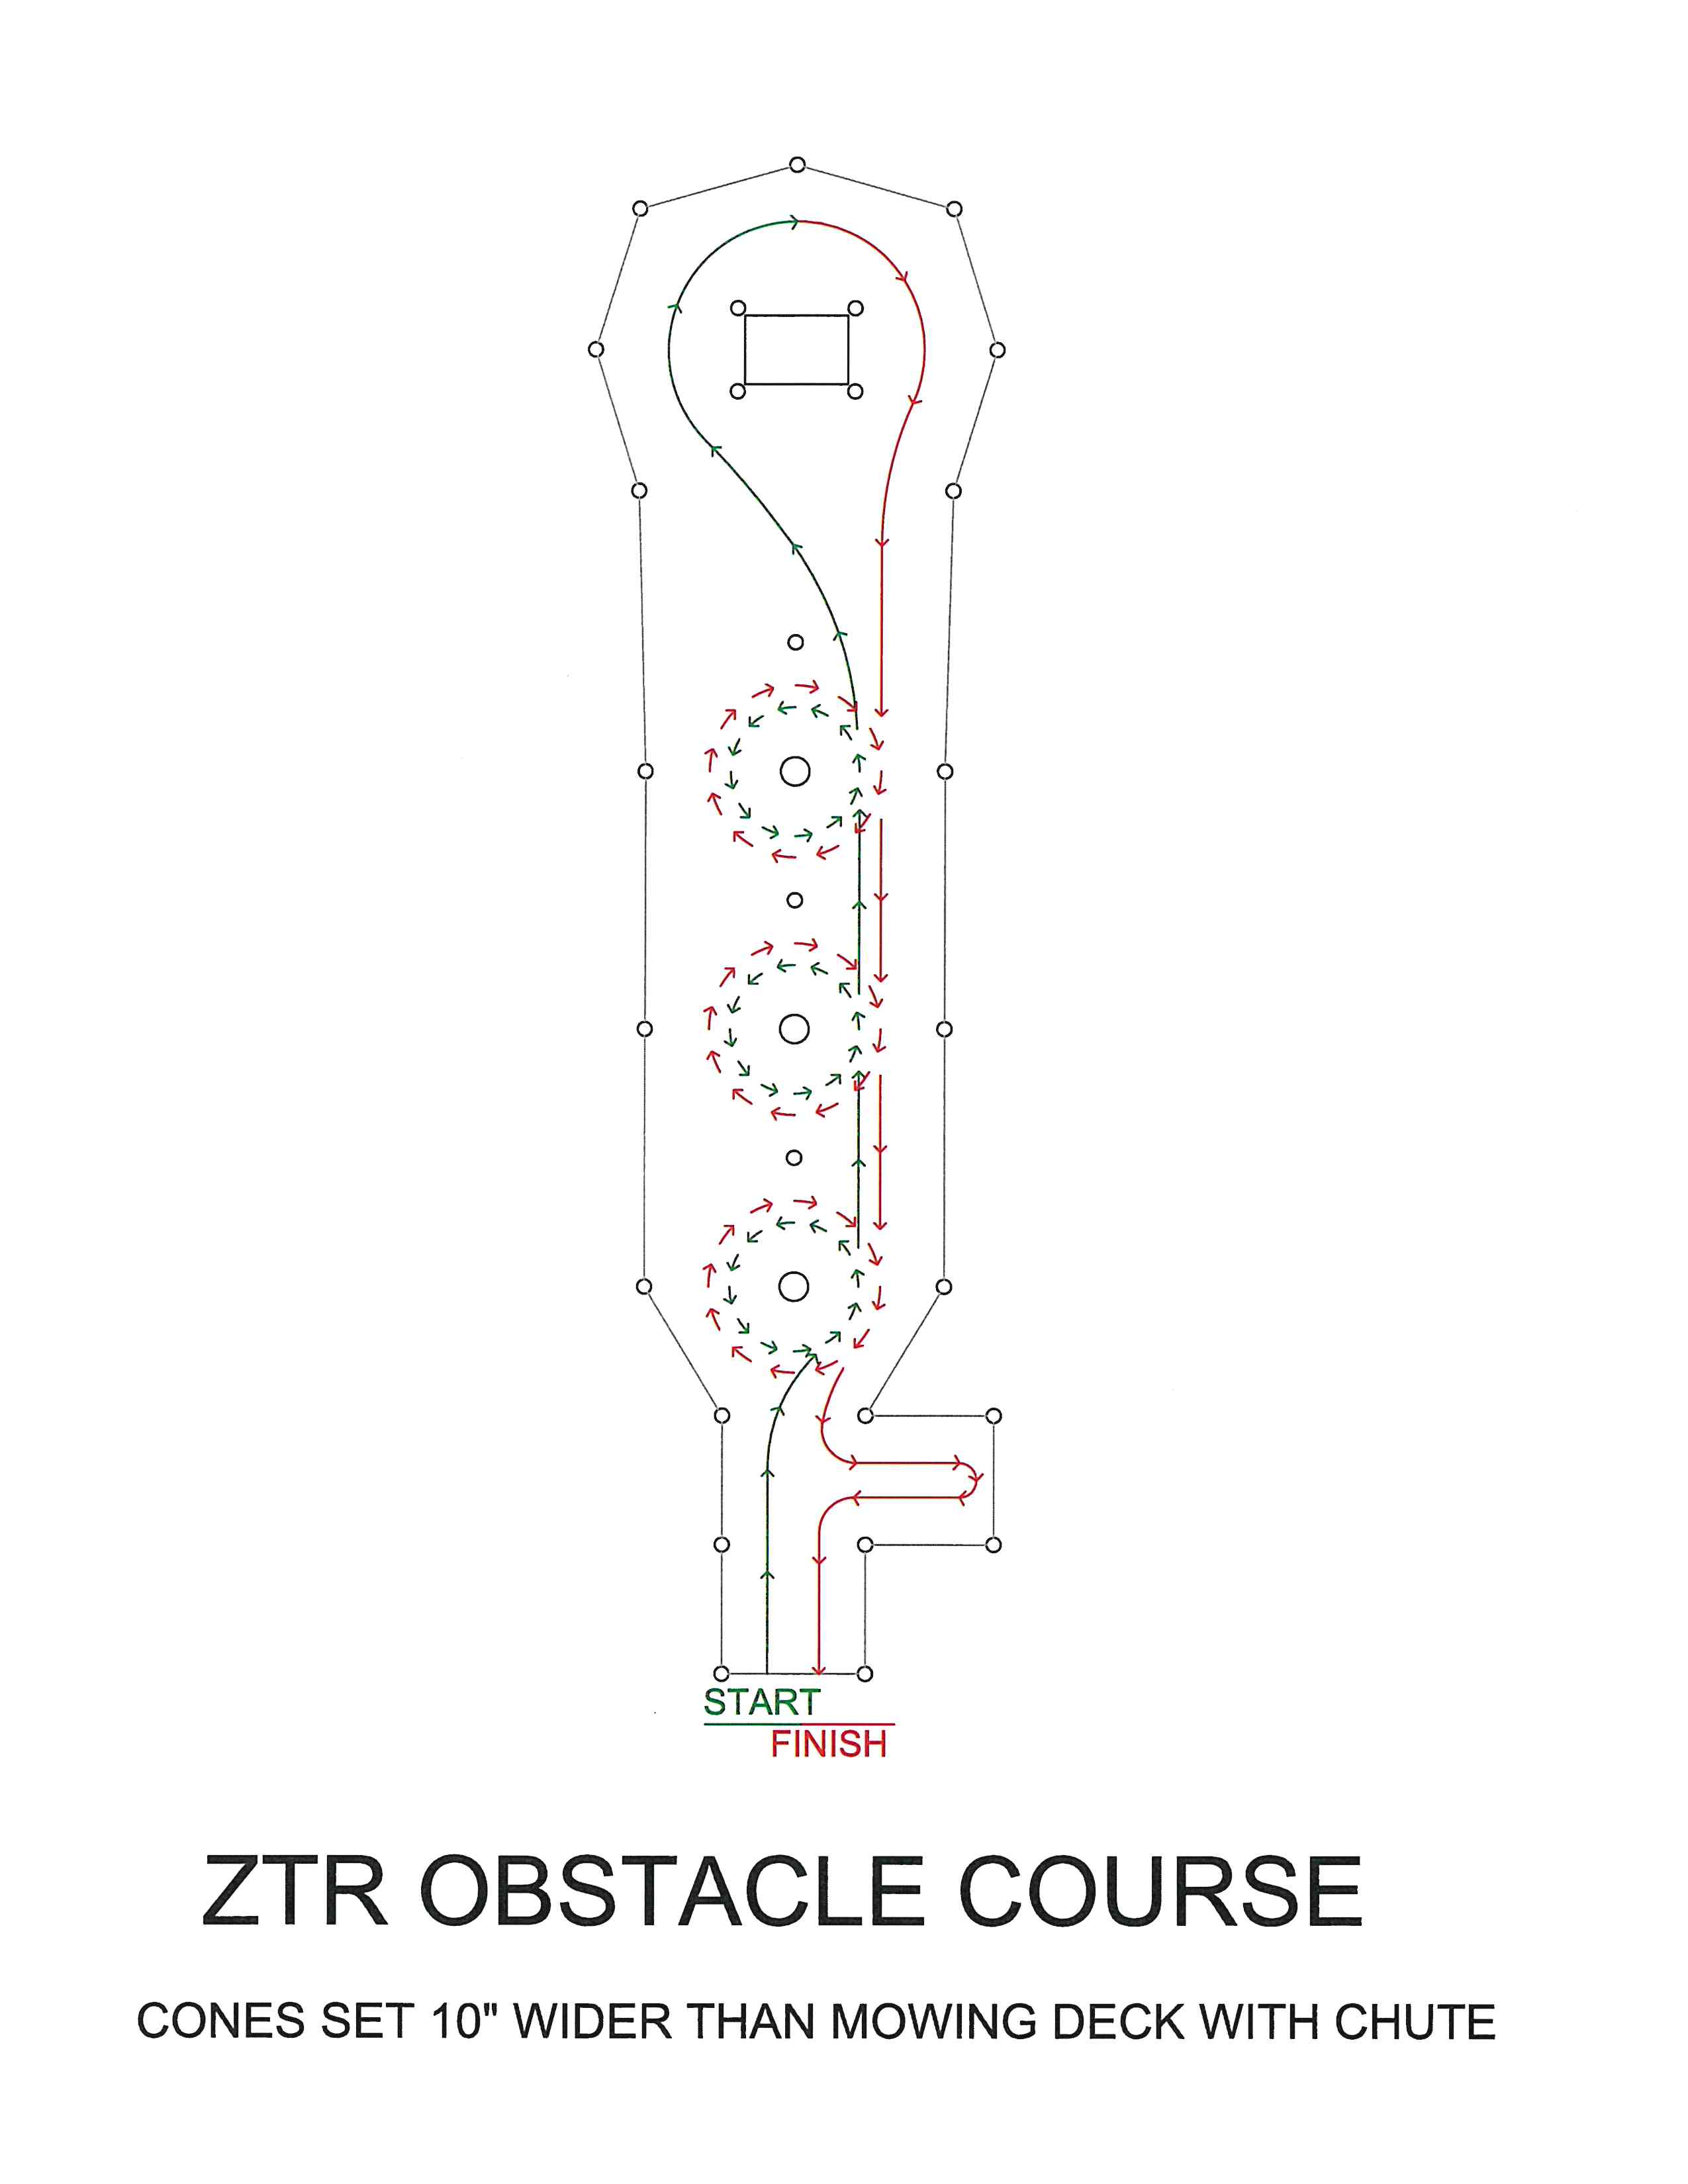 START
FINISH
ZTR OBSTACLE COURSE
CONES SET 10" WIDER THAN MOWING DECK WITH CHUTE